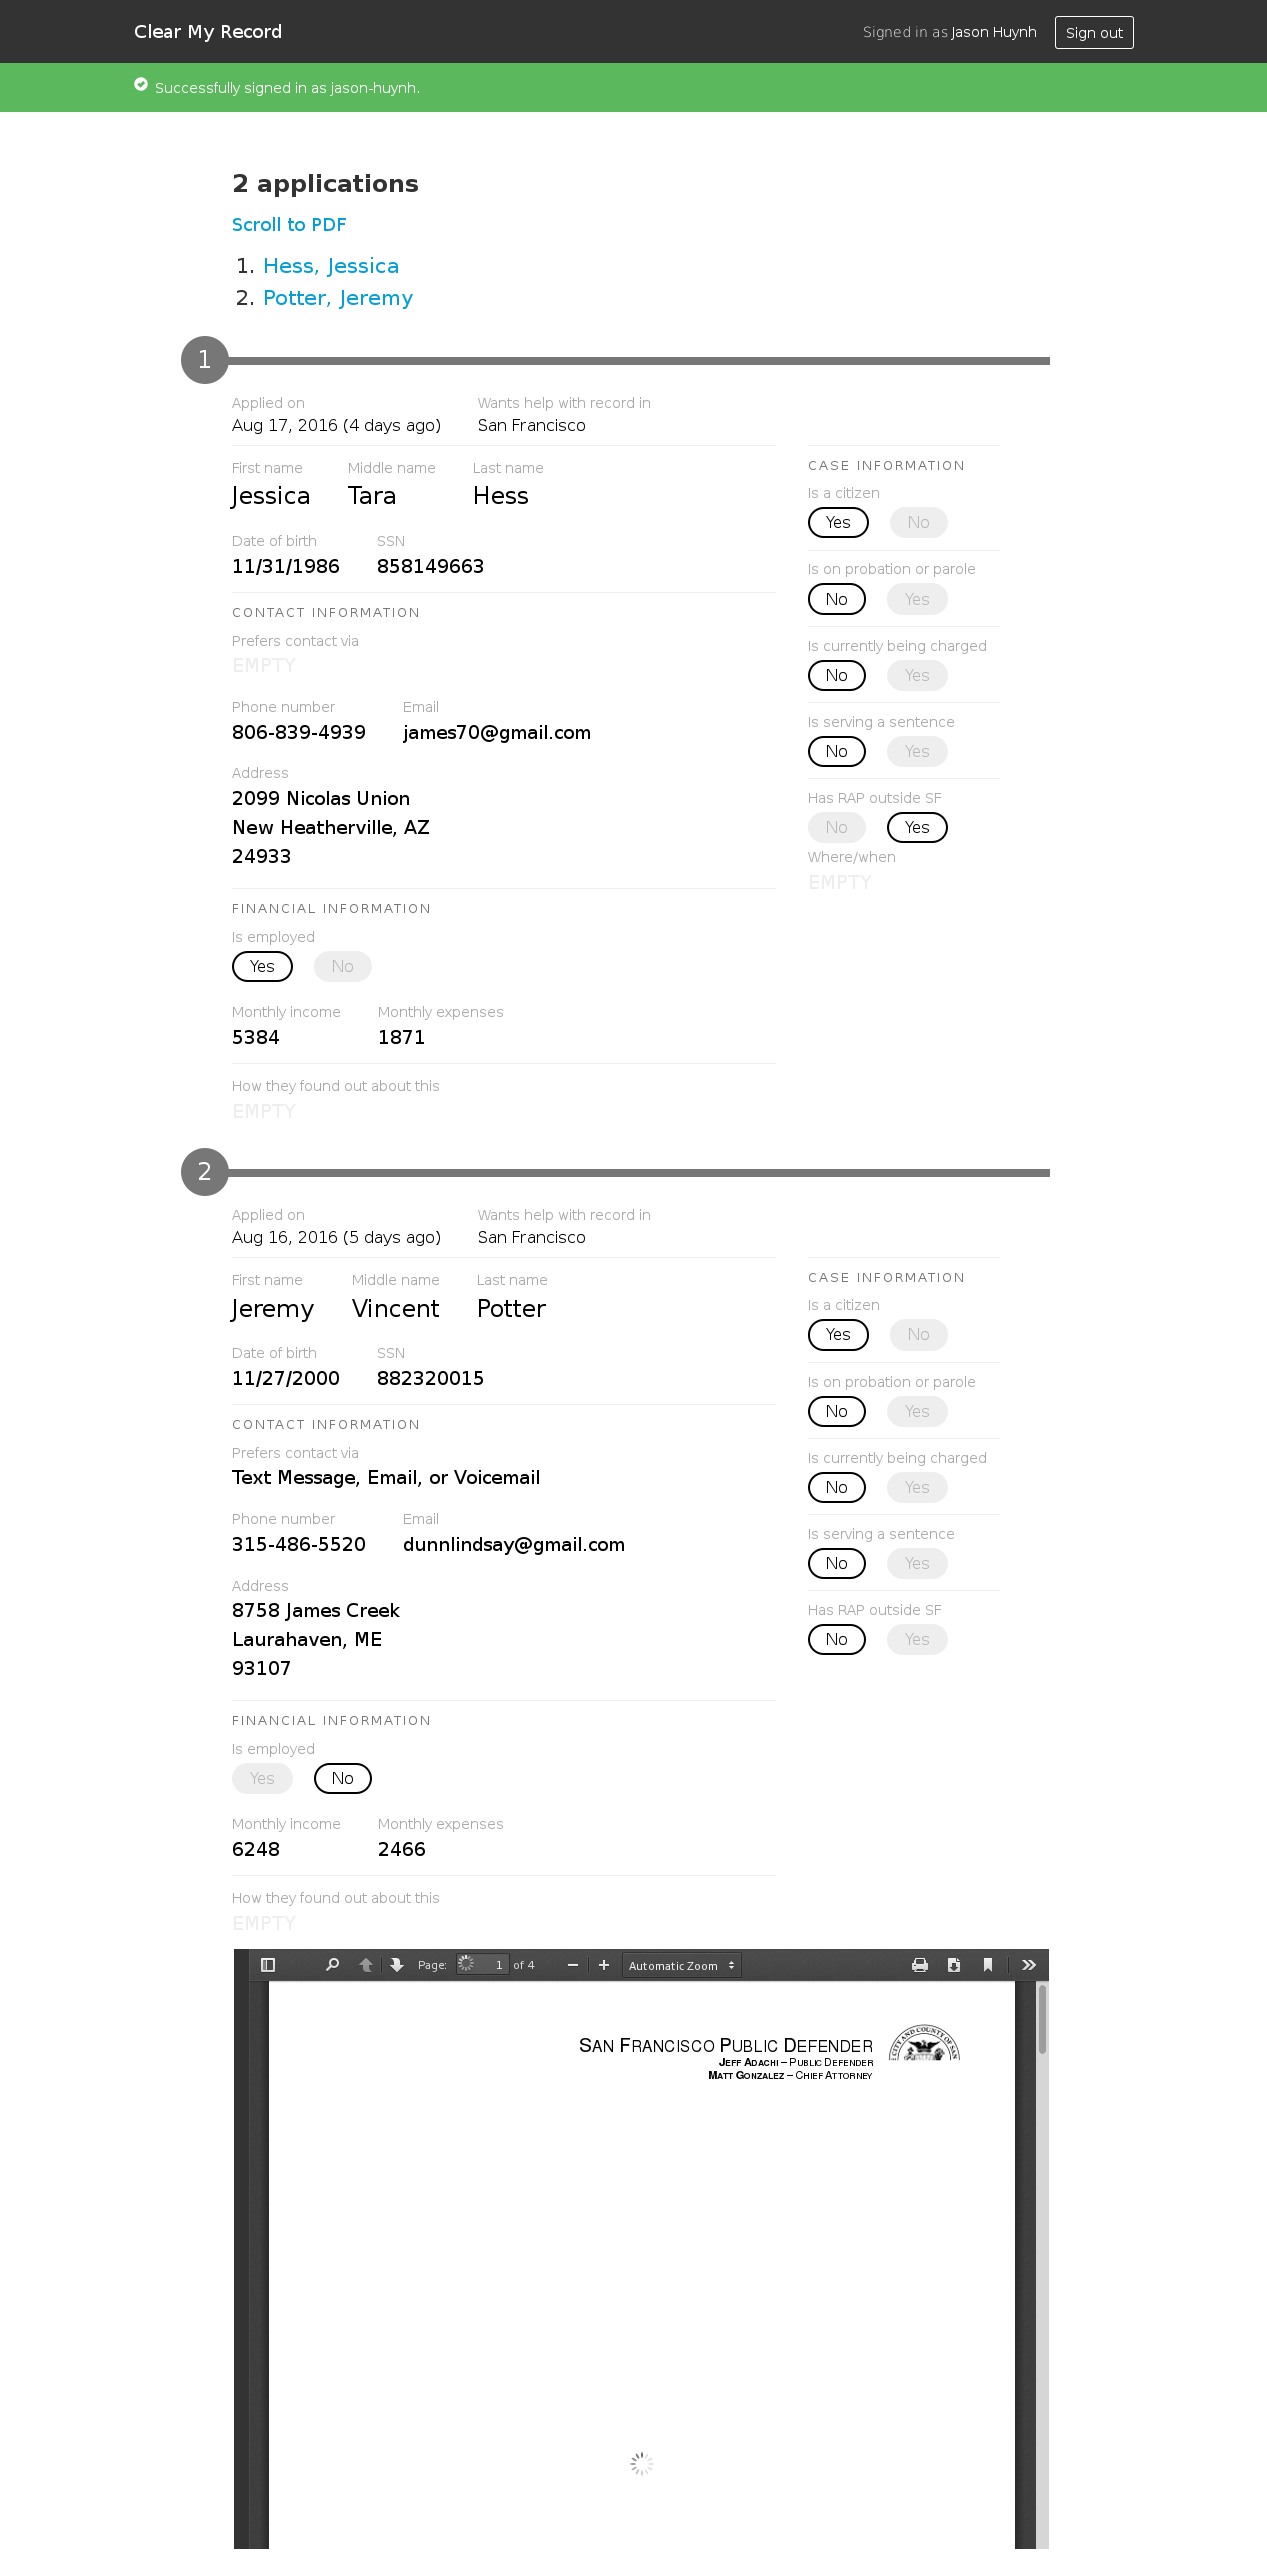 Clear My Record
Signed in as Jason Huynh
Sign out
Successfully signed in as jason-huynh.
2 applications
Scroll to PDF
1. Hess, Jessica
2. Potter, Jeremy
1
Applied on Wants help with record in
Aug 17, 2016 (4 days ago) San Francisco
First name Middle name Last name
Jessica Tara Hess
Date of birth SSN
11/31/1986 858149663
CONTACT INFORMATION
Prefers contact via
EMPTY
Phone number Email
806-839-4939 james70@gmail.com
Address
2099 Nicolas Union
New Heatherville, AZ
24933
FINANCIAL INFORMATION
Is employed
Yes No
Monthly income Monthly expenses
5384 1871
How they found out about this
EMPTY
CASE INFORMATION
Is a citizen
Yes No
Is on probation or parole
No Yes
Is currently being charged
No Yes
Is serving a sentence
No Yes
Has RAP outside SF
No Yes
Where/when
EMPTY
2
Applied on Wants help with record in
Aug 16, 2016 (5 days ago) San Francisco
First name Middle name Last name
Jeremy Vincent Potter
Date of birth SSN
11/27/2000 882320015
CONTACT INFORMATION
Prefers contact via
Text Message, Email, or Voicemail
Phone number Email
315-486-5520 dunnlindsay@gmail.com
Address
8758 James Creek
Laurahaven, ME
93107
FINANCIAL INFORMATION
Is employed
Yes No
Monthly income Monthly expenses
6248 2466
How they found out about this
EMPTY
CASE INFORMATION
Is a citizen
Yes No
Is on probation or parole
No Yes
Is currently being charged
No Yes
Is serving a sentence
No Yes
Has RAP outside SF
No Yes
Page: 1 of 4
Automatic Zoom
SAN FRANCISCO PUBLIC DEFENDER
JEFF ADACHI – PUBLIC DEFENDER
MATT GONZALEZ – CHIEF ATTORNEY
CITY AND COUNTY OF SAN